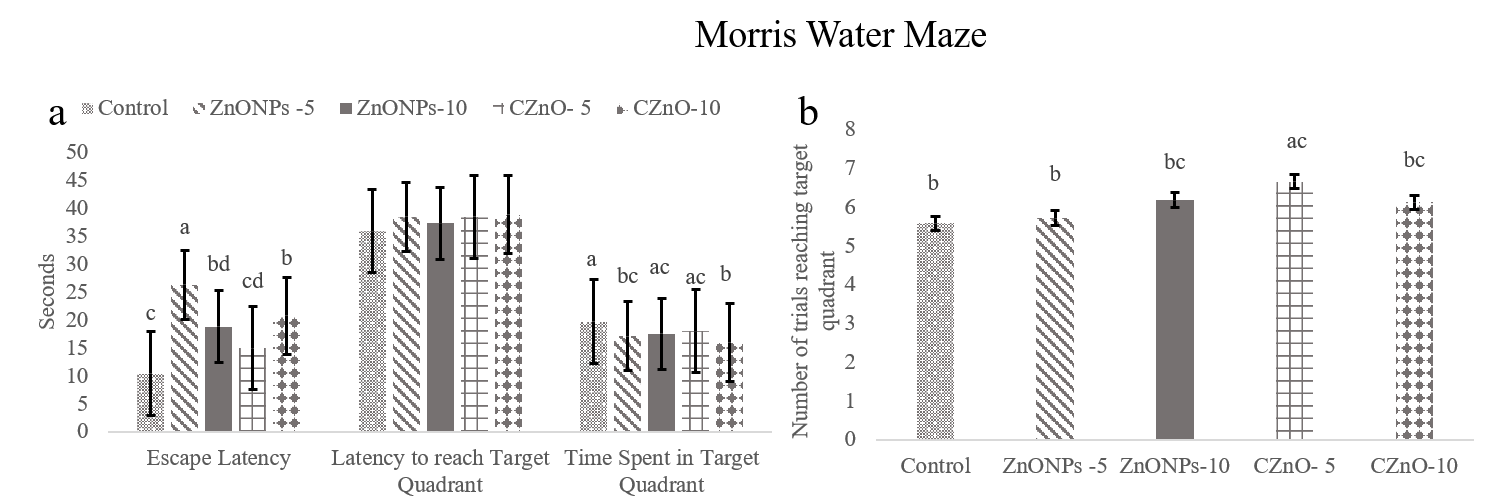 Morris Water Maze
a
Control ZnONPs -5 ZnONPs-10 CZnO- 5 CZnO-10
Seconds
50
45
40
35
30
25
20
15
10
5
0
c a bd cd b
a bc ac ac b
Escape Latency
Latency to reach Target
Quadrant
Time Spent in Target
Quadrant
b
Number of trials reaching target
quadrant
8
7
6
5
4
3
2
1
0
b b bc ac bc
Control ZnONPs -5 ZnONPs-10 CZnO- 5 CZnO-10